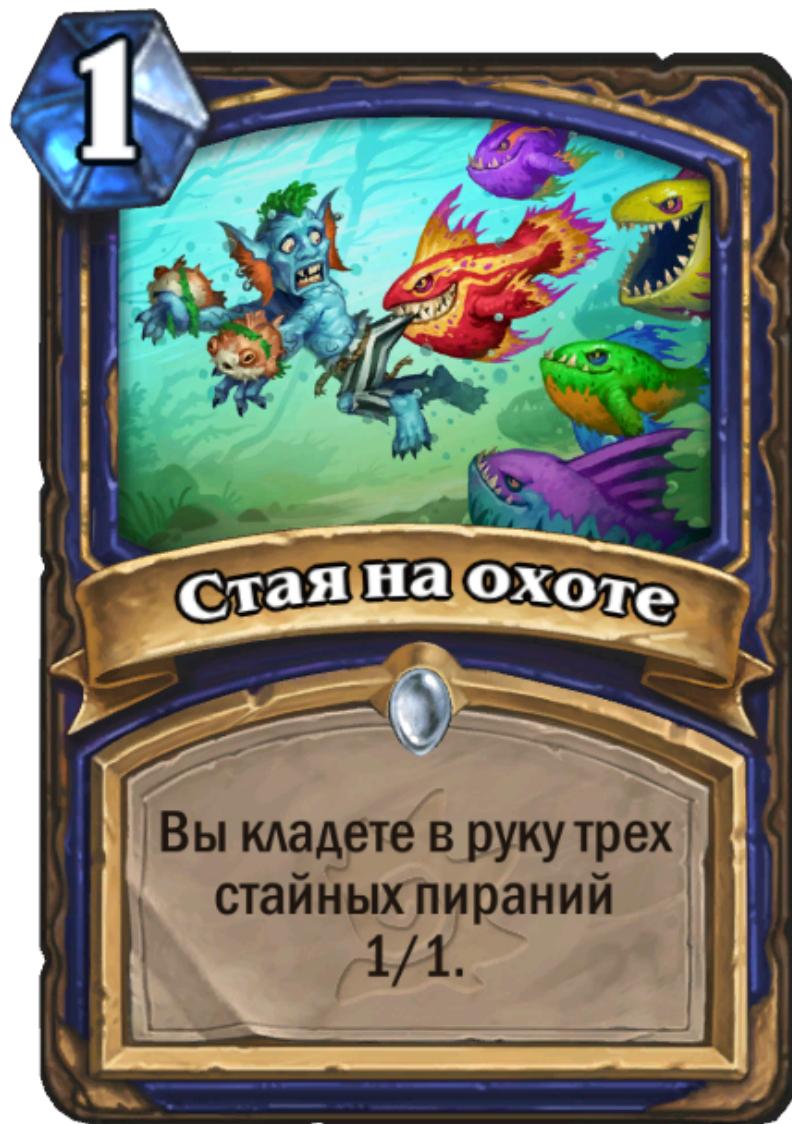 1
Стая на охоте
Вы кладете в руку трех
стайных пираний
1/1.